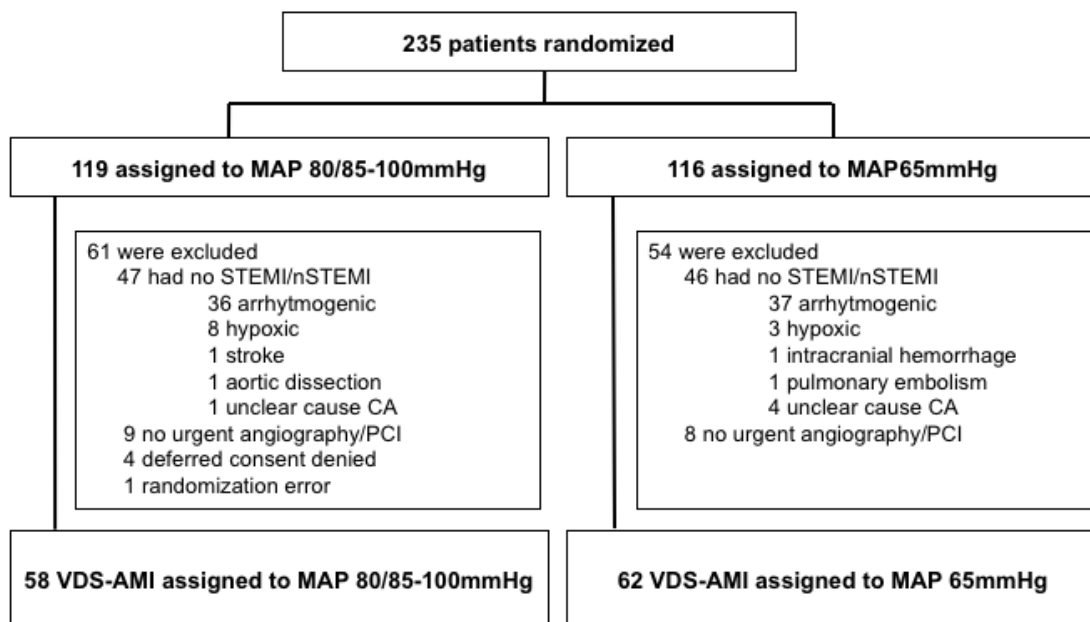 235 patients randomized
119 assigned to MAP 80/85-100mmHg
116 assigned to MAP65mmHg
61 were excluded
47 had no STEMI/nSTEMI
36 arrhytmogenic
8 hypoxic
1 stroke
1 aortic dissection
1 unclear cause CA
9 no urgent angiography/PCI
4 deferred consent denied
1 randomization error
54 were excluded
46 had no STEMI/nSTEMI
37 arrhytmogenic
3 hypoxic
1 intracranial hemorrhage
1 pulmonary embolism
4 unclear cause CA
8 no urgent angiography/PCI
58 VDS-AMI assigned to MAP 80/85-100mmHg
62 VDS-AMI assigned to MAP 65mmHg